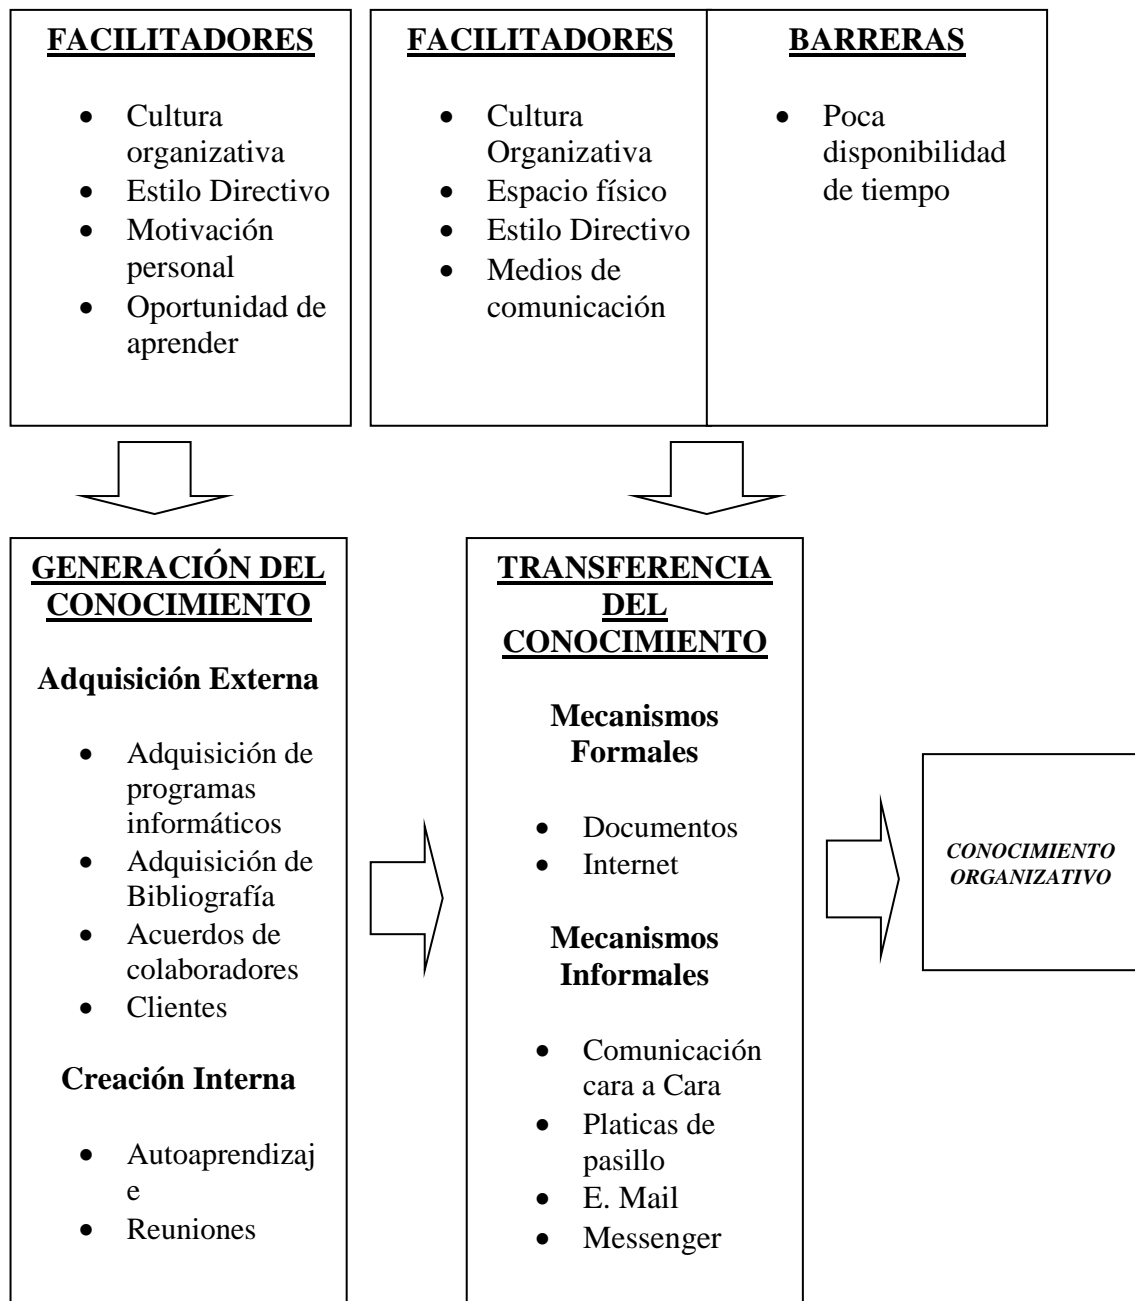 FACILITADORES
• Cultura
organizativa
• Estilo Directivo
• Motivación
personal
• Oportunidad de
aprender
FACILITADORES
• Cultura
Organizativa
• Espacio físico
• Estilo Directivo
• Medios de
comunicación
BARRERAS
• Poca
disponibilidad
de tiempo
GENERACIÓN DEL
CONOCIMIENTO
Adquisición Externa
• Adquisición de
programas
informáticos
• Adquisición de
Bibliografía
• Acuerdos de
colaboradores
• Clientes
Creación Interna
• Autoaprendizaj
e
• Reuniones
TRANSFERENCIA
DEL
CONOCIMIENTO
Mecanismos
Formales
• Documentos
• Internet
Mecanismos
Informales
• Comunicación
cara a Cara
• Platicas de
pasillo
• E. Mail
• Messenger
CONOCIMIENTO
ORGANIZATIVO